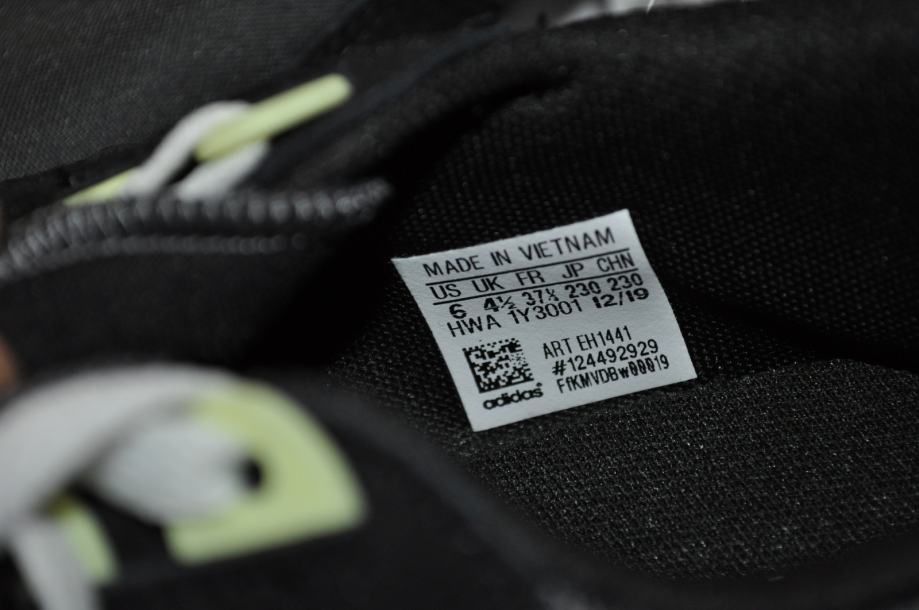 MADE IN VIETNAM
US UK FR JP CHN
6 4½ 37⅓ 230 230
HWA 1Y3001 12/19
ART EH1441
#124492929
FfKMVDBw00019
adidas